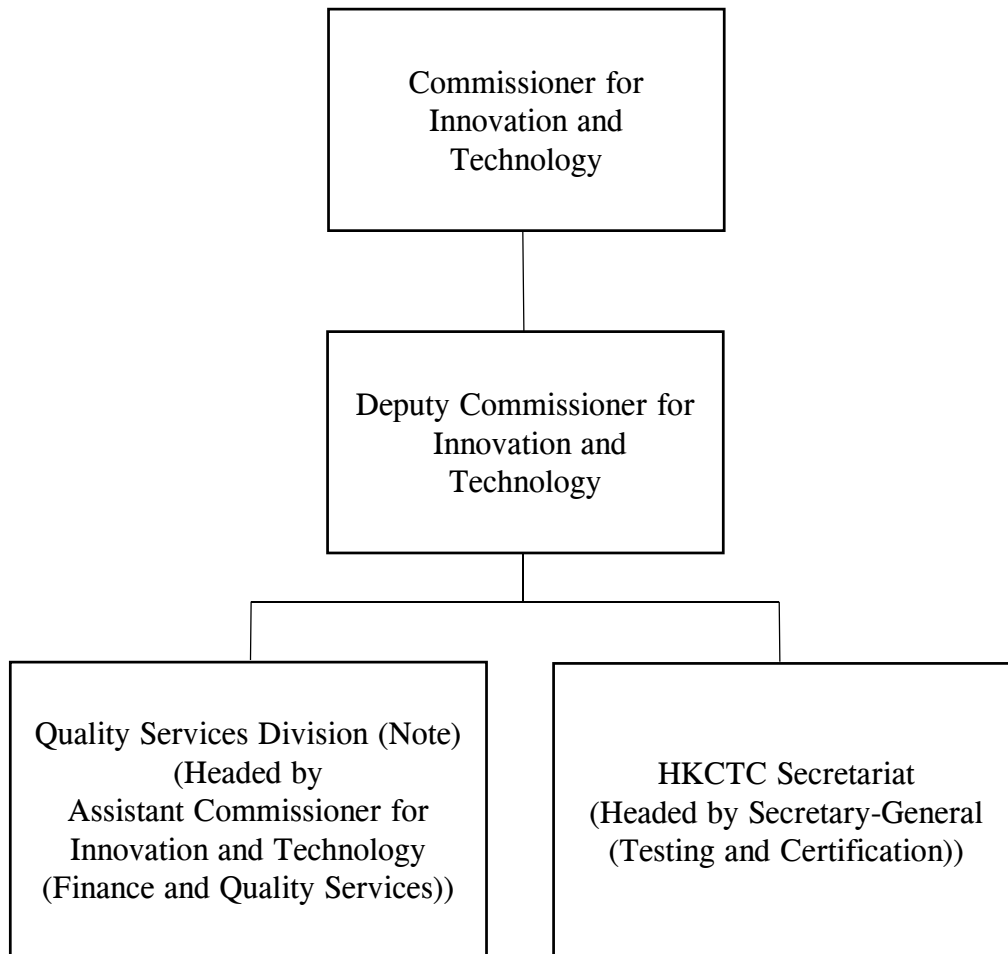 Commissioner for
Innovation and
Technology
Deputy Commissioner for
Innovation and
Technology
Quality Services Division (Note)
(Headed by
Assistant Commissioner for
Innovation and Technology
(Finance and Quality Services))
HKCTC Secretariat
(Headed by Secretary-General
(Testing and Certification))